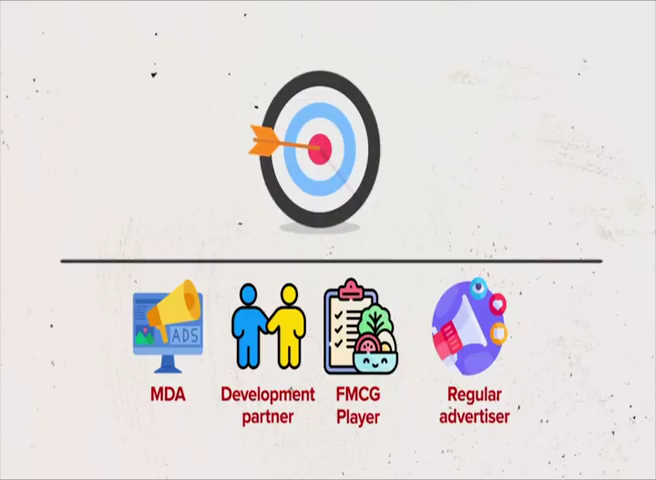 ADS
MDA
Development
partner
FMCG
Player
Regular
advertiser